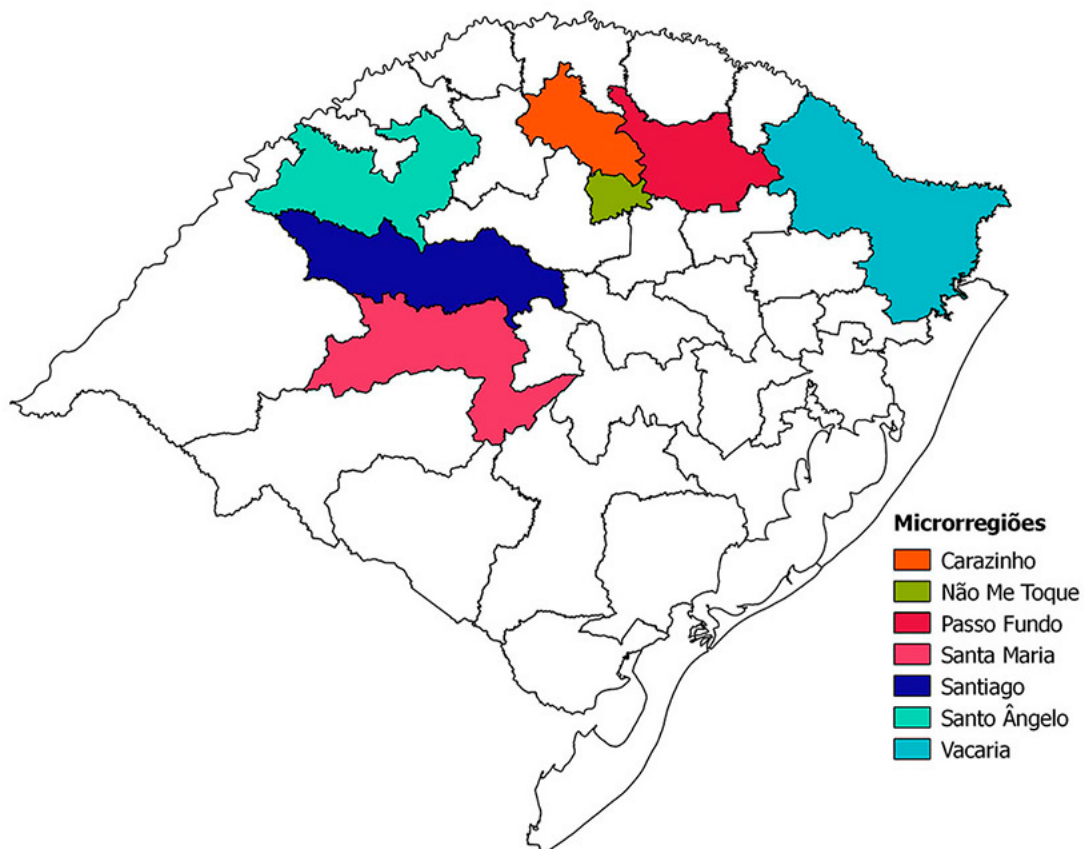 Microrregiões
Carazinho
Não Me Toque
Passo Fundo
Santa Maria
Santiago
Santo Ângelo
Vacaria